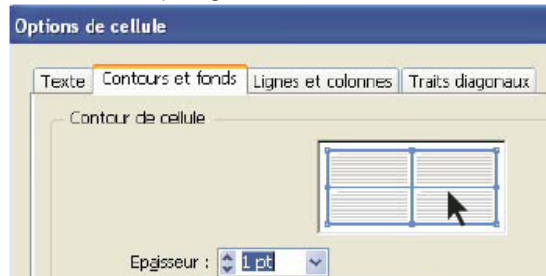 Options de cellule
Texte Contours et fonds Lignes et colonnes Traits diagonaux
Contour de cellule
Epaisseur : 1 pt